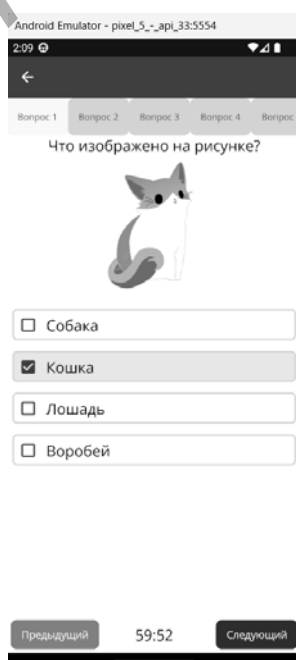 Android Emulator - pixel_5_-_api_33:5554
2:09
Вопрос 1 Вопрос 2 Вопрос 3 Вопрос 4 Вопрос
Что изображено на рисунке?
Собака
Кошка
Лошадь
Воробей
Предыдущий 59:52 Следующий